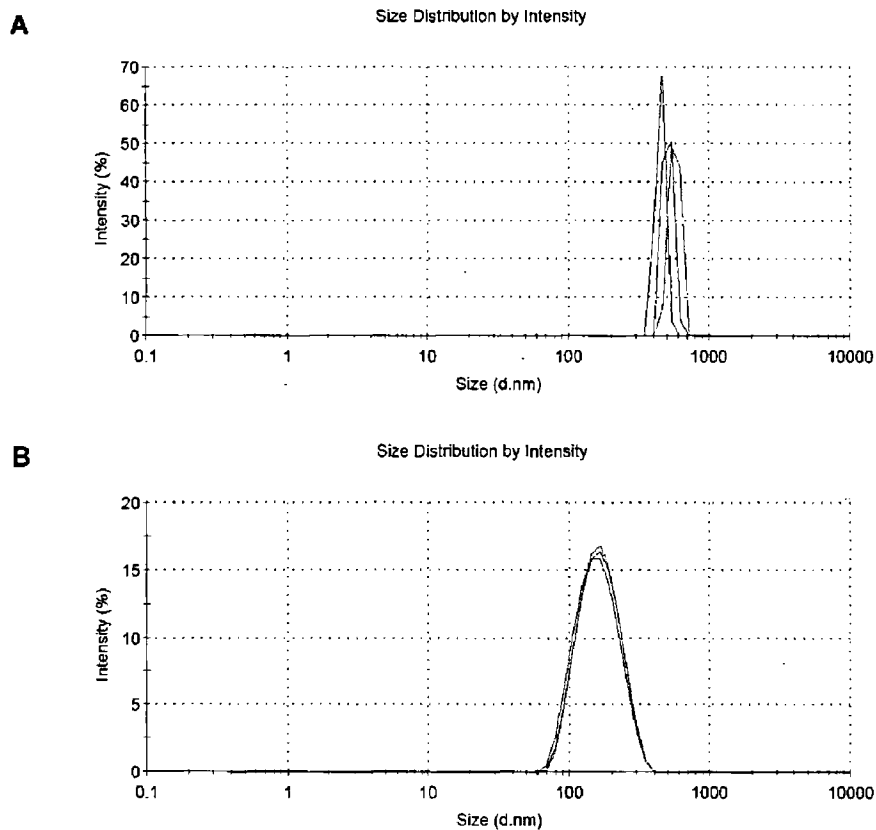 A
Size Distribution by Intensity
70
60
50
40
30
20
10
0
Intensity (%)
0.1 1 10 100 1000 10000
Size (d.nm)
B
Size Distribution by Intensity
20
15
10
5
0
Intensity (%)
0.1 1 10 100 1000 10000
Size (d.nm)